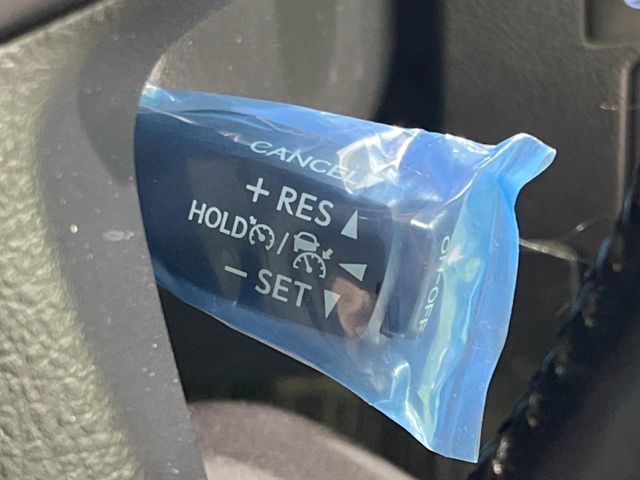 CANCEL
+ RES ▲
HOLD /
− SET ▼
ON-OFF